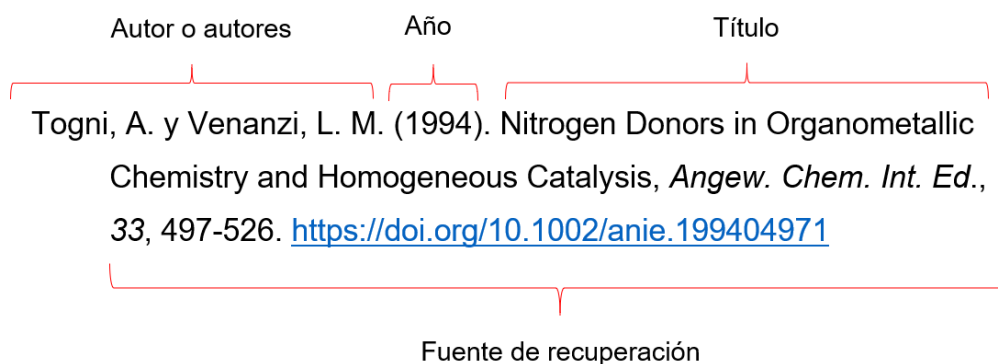 Autor o autores Año Título
Togni, A. y Venanzi, L. M. (1994). Nitrogen Donors in Organometallic
Chemistry and Homogeneous Catalysis, Angew. Chem. Int. Ed.,
33, 497-526. https://doi.org/10.1002/anie.199404971
Fuente de recuperación